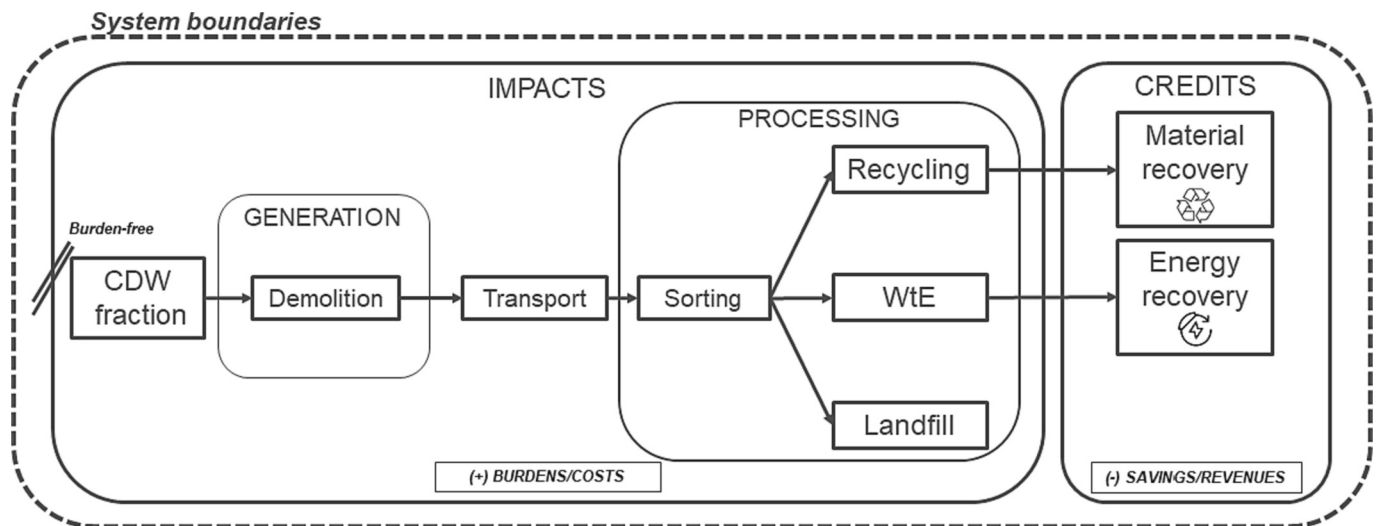 System boundaries
IMPACTS
CREDITS
PROCESSING
Material
recovery
Recycling
GENERATION
Burden-free
CDW
fraction
Demolition
Transport
Sorting
WtE
Energy
recovery
Landfill
(+) BURDENS/COSTS
(-) SAVINGS/REVENUES